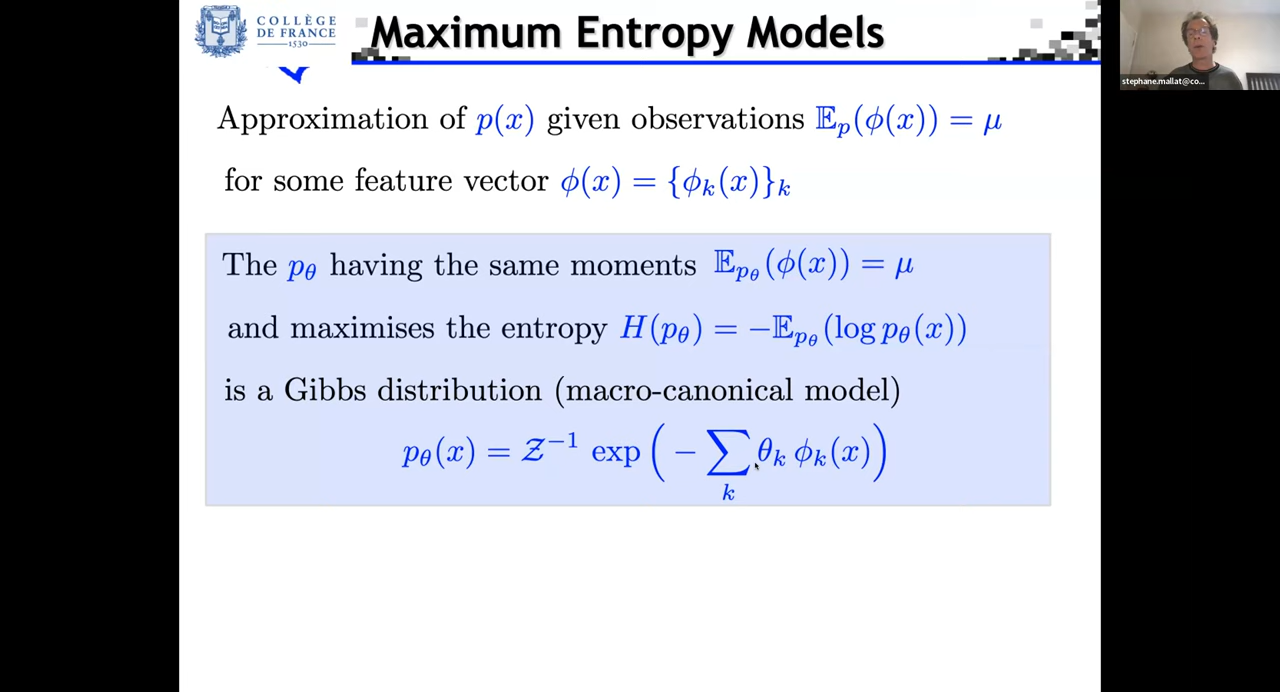 COLLÈGE
DE FRANCE
1530
Maximum Entropy Models
stephane.mallat@co...
Approximation of p(x) given observations 𝔼_p(ϕ(x)) = μ
for some feature vector ϕ(x) = {ϕ_k(x)}_k
The p_θ having the same moments 𝔼_{p_θ}(ϕ(x)) = μ
and maximises the entropy H(p_θ) = −𝔼_{p_θ}(log p_θ(x))
is a Gibbs distribution (macro-canonical model)
p_θ(x) = 𝒵^{−1} exp(−∑_k θ_k ϕ_k(x))